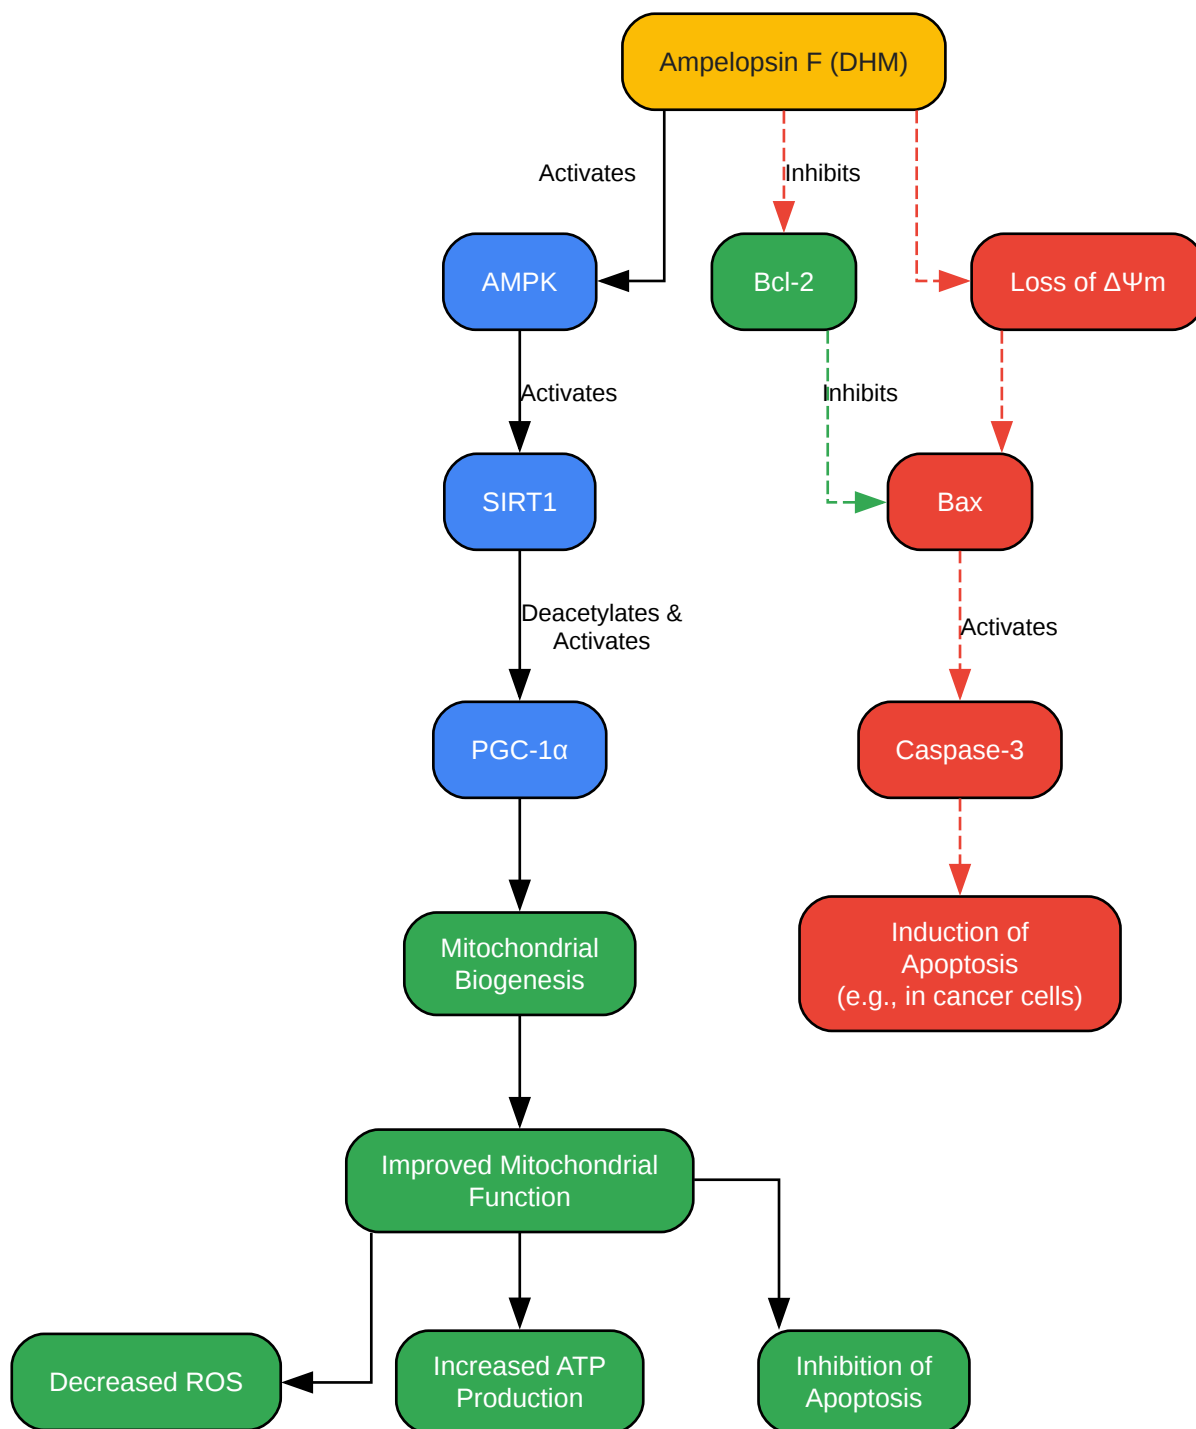 Ampelopsin F (DHM)
Activates
Inhibits
AMPK
Bcl-2
Loss of ΔΨm
Activates
Inhibits
SIRT1
Bax
Deacetylates &
Activates
Activates
PGC-1α
Caspase-3
Mitochondrial
Biogenesis
Induction of
Apoptosis
(e.g., in cancer cells)
Improved Mitochondrial
Function
Decreased ROS
Increased ATP
Production
Inhibition of
Apoptosis